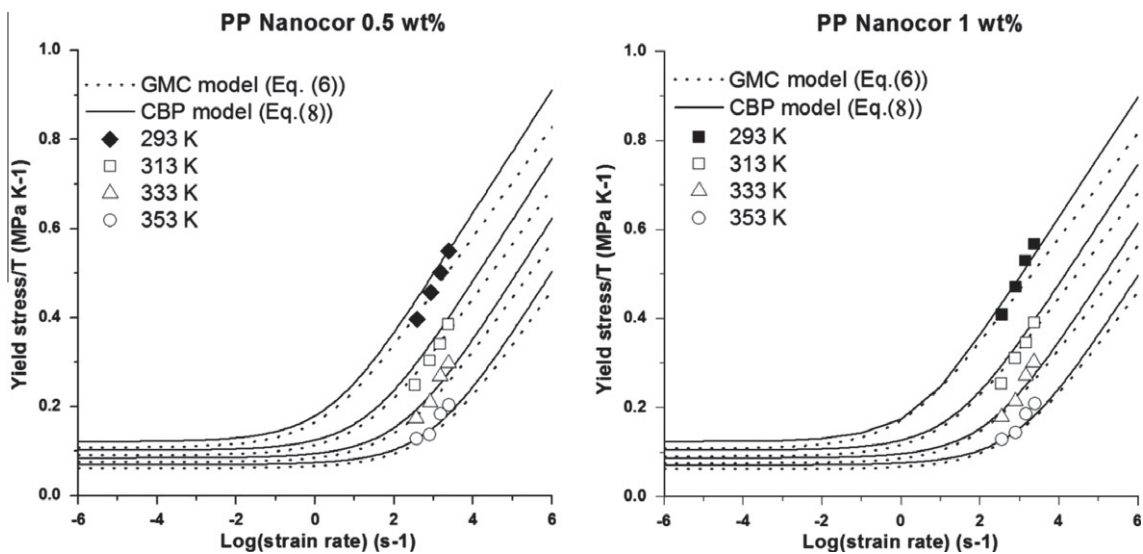 PP Nanocor 0.5 wt%
Yield stress/T (MPa K-1)
1.0
0.8
0.6
0.4
0.2
0.0
GMC model (Eq. (6))
CBP model (Eq.(8))
293 K
313 K
333 K
353 K
-6 -4 -2 0 2 4 6
Log(strain rate) (s-1)
PP Nanocor 1 wt%
Yield stress/T (MPa K-1)
1.0
0.8
0.6
0.4
0.2
0.0
GMC model (Eq.(6))
CBP model (Eq.(8))
293 K
313 K
333 K
353 K
-6 -4 -2 0 2 4 6
Log(strain rate) (s-1)